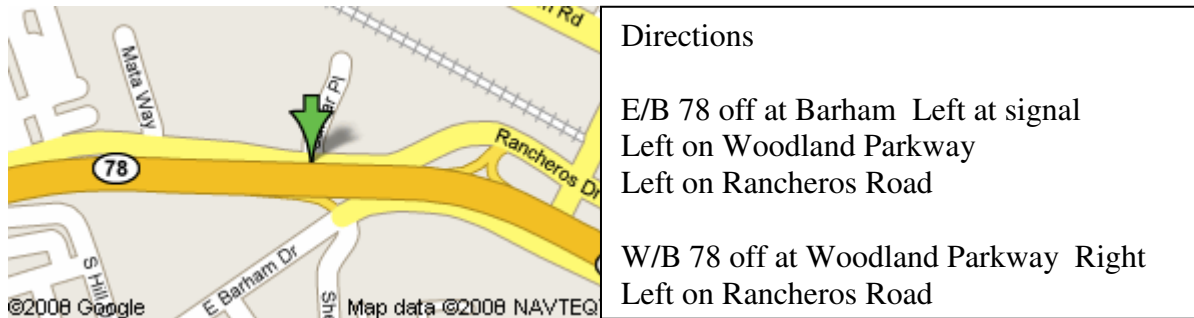 m Rd
Mata Way
ar Pl
78
Rancheros Dr
S Hill
E Barham Dr
She
©2008 Google
Map data ©2008 NAVTEQ
Directions
E/B 78 off at Barham Left at signal
Left on Woodland Parkway
Left on Rancheros Road
W/B 78 off at Woodland Parkway Right
Left on Rancheros Road